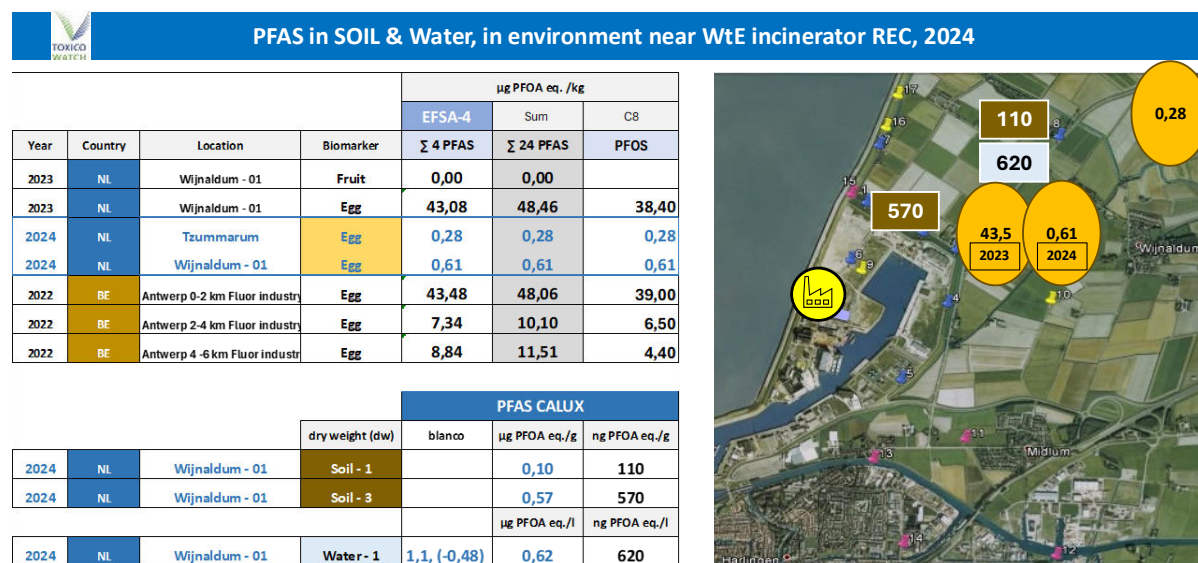 TOXICO
WATCH
PFAS in SOIL & Water, in environment near WtE incinerator REC, 2024
µg PFOA eq. /kg
EFSA-4 Sum C8
Year Country Location Biomarker ∑ 4 PFAS ∑ 24 PFAS PFOS
2023 NL Wijnaldum - 01 Fruit 0,00 0,00
2023 NL Wijnaldum - 01 Egg 43,08 48,46 38,40
2024 NL Tzummarum Egg 0,28 0,28 0,28
2024 NL Wijnaldum - 01 Egg 0,61 0,61 0,61
2022 BE Antwerp 0-2 km Fluor industry Egg 43,48 48,06 39,00
2022 BE Antwerp 2-4 km Fluor industry Egg 7,34 10,10 6,50
2022 BE Antwerp 4 -6 km Fluor industr Egg 8,84 11,51 4,40
PFAS CALUX
dry weight (dw) blanco µg PFOA eq./g ng PFOA eq./g
2024 NL Wijnaldum - 01 Soil - 1 0,10 110
2024 NL Wijnaldum - 01 Soil - 3 0,57 570
µg PFOA eq./l ng PFOA eq./l
2024 NL Wijnaldum - 01 Water - 1 1,1, (-0,48) 0,62 620
17
16
7
110
8
0,28
620
15
1
570
43,5
2023
0,61
2024
Wijnaldum
6
9
4
10
5
11
13
Midlum
14
12
Harlingen